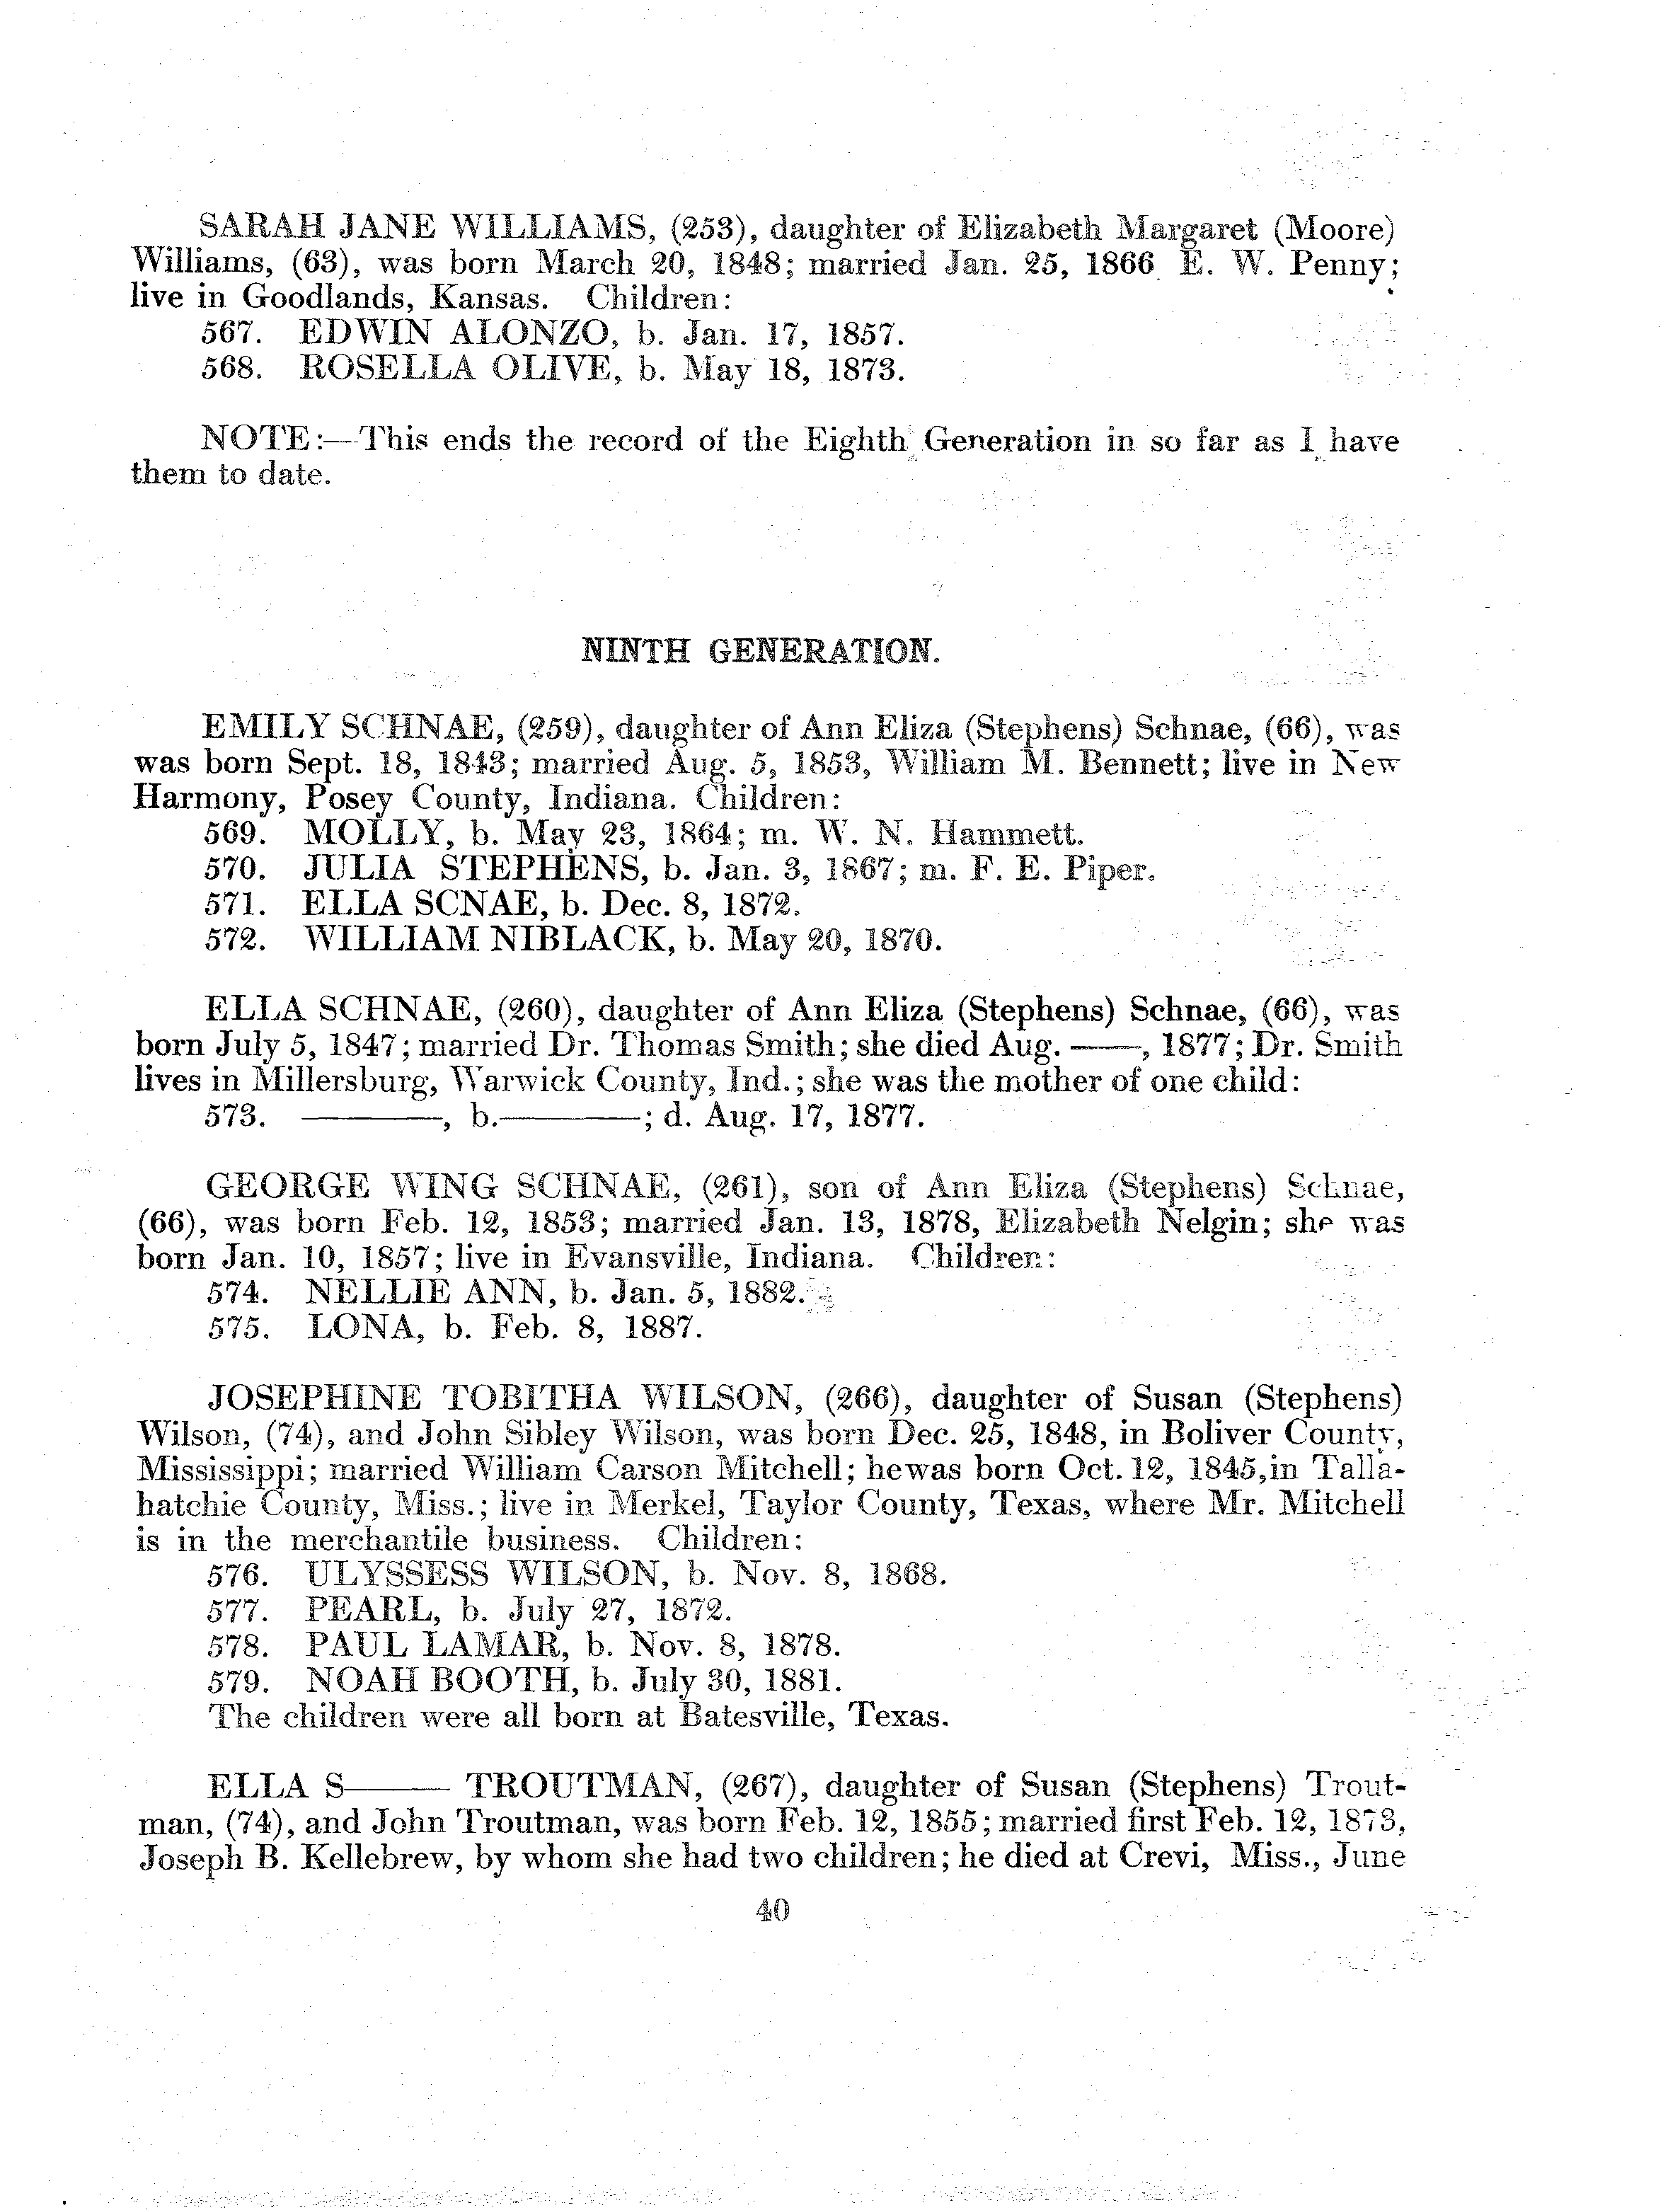 SARAH JANE WILLIAMS, (253), daughter of Elizabeth Margaret (Moore)
Williams, (63), was born March 20, 1848; married Jan. 25, 1866 E. W. Penny;
live in Goodlands, Kansas. Children:
567. EDWIN ALONZO, b. Jan. 17, 1857.
568. ROSELLA OLIVE, b. May 18, 1873.
NOTE:—This ends the record of the Eighth Generation in so far as I have
them to date.
NINTH GENERATION.
EMILY SCHNAE, (259), daughter of Ann Eliza (Stephens) Schnae, (66), was
was born Sept. 18, 1843; married Aug. 5, 1853, William M. Bennett; live in New
Harmony, Posey County, Indiana. Children:
569. MOLLY, b. May 23, 1864; m. W. N. Hammett.
570. JULIA STEPHENS, b. Jan. 3, 1867; m. F. E. Piper.
571. ELLA SCNAE, b. Dec. 8, 1872.
572. WILLIAM NIBLACK, b. May 20, 1870.
ELLA SCHNAE, (260), daughter of Ann Eliza (Stephens) Schnae, (66), was
born July 5, 1847; married Dr. Thomas Smith; she died Aug. ——, 1877; Dr. Smith
lives in Millersburg, Warwick County, Ind.; she was the mother of one child:
573. ————, b.————; d. Aug. 17, 1877.
GEORGE WING SCHNAE, (261), son of Ann Eliza (Stephens) Schnae,
(66), was born Feb. 12, 1853; married Jan. 13, 1878, Elizabeth Nelgin; she was
born Jan. 10, 1857; live in Evansville, Indiana. Children:
574. NELLIE ANN, b. Jan. 5, 1882.
575. LONA, b. Feb. 8, 1887.
JOSEPHINE TOBITHA WILSON, (266), daughter of Susan (Stephens)
Wilson, (74), and John Sibley Wilson, was born Dec. 25, 1848, in Boliver County,
Mississippi; married William Carson Mitchell; hewas born Oct. 12, 1845,in Talla-
hatchie County, Miss.; live in Merkel, Taylor County, Texas, where Mr. Mitchell
is in the merchantile business. Children:
576. ULYSSESS WILSON, b. Nov. 8, 1868.
577. PEARL, b. July 27, 1872.
578. PAUL LAMAR, b. Nov. 8, 1878.
579. NOAH BOOTH, b. July 30, 1881.
The children were all born at Batesville, Texas.
ELLA S——— TROUTMAN, (267), daughter of Susan (Stephens) Trout-
man, (74), and John Troutman, was born Feb. 12, 1855; married first Feb. 12, 1873,
Joseph B. Kellebrew, by whom she had two children; he died at Crevi, Miss., June
40